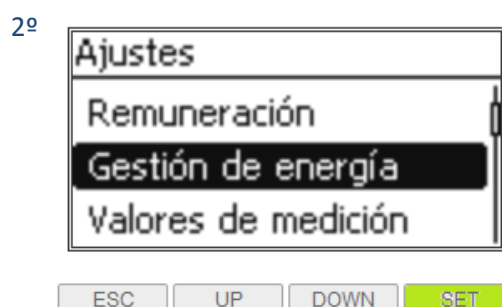 2º
Ajustes
Remuneración
Gestión de energía
Valores de medición
ESC UP DOWN SET